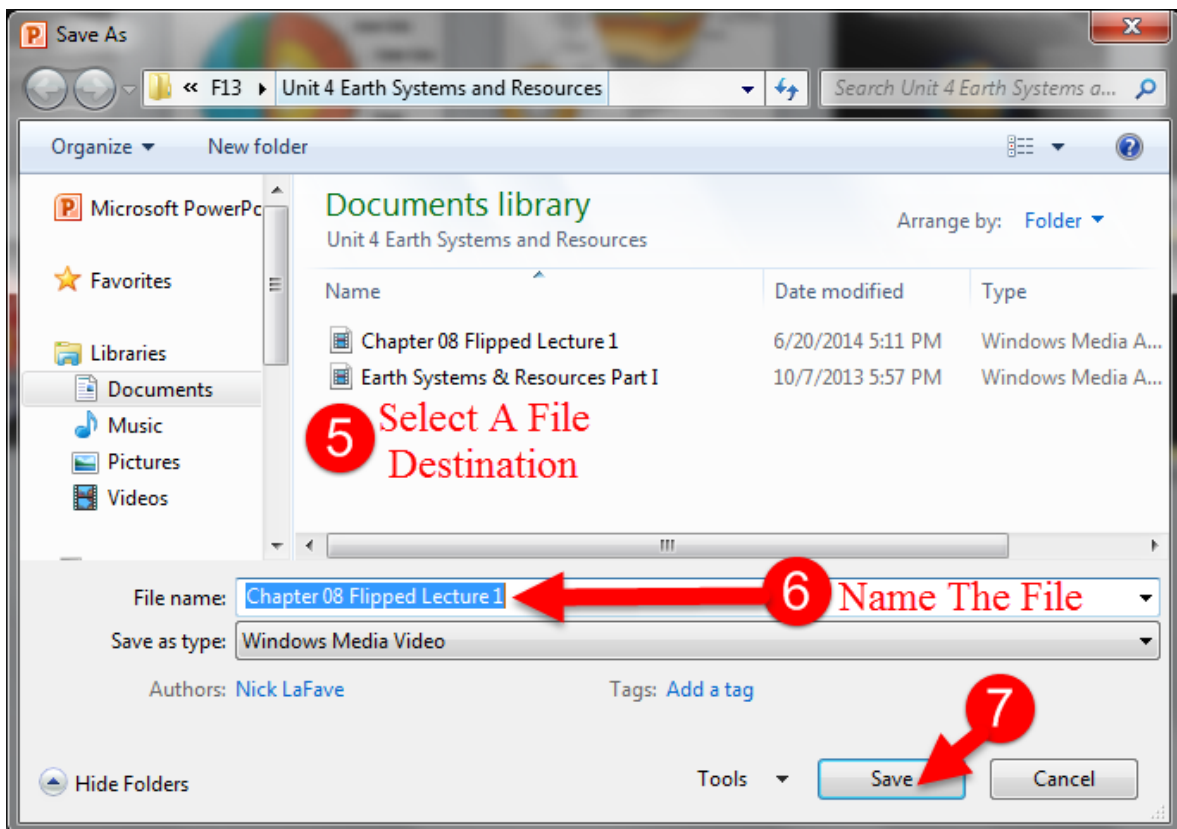 Save As
« F13 Unit 4 Earth Systems and Resources
Search Unit 4 Earth Systems a...
Organize New folder
Microsoft PowerPc
Favorites
Libraries
Documents
Music
Pictures
Videos
Documents library
Unit 4 Earth Systems and Resources
Arrange by: Folder
Name Date modified Type
Chapter 08 Flipped Lecture 1 6/20/2014 5:11 PM Windows Media A...
Earth Systems & Resources Part I 10/7/2013 5:57 PM Windows Media A...
5 Select A File
Destination
File name: Chapter 08 Flipped Lecture 1
6 Name The File
Save as type: Windows Media Video
Authors: Nick LaFave Tags: Add a tag
7
Hide Folders Tools Save Cancel